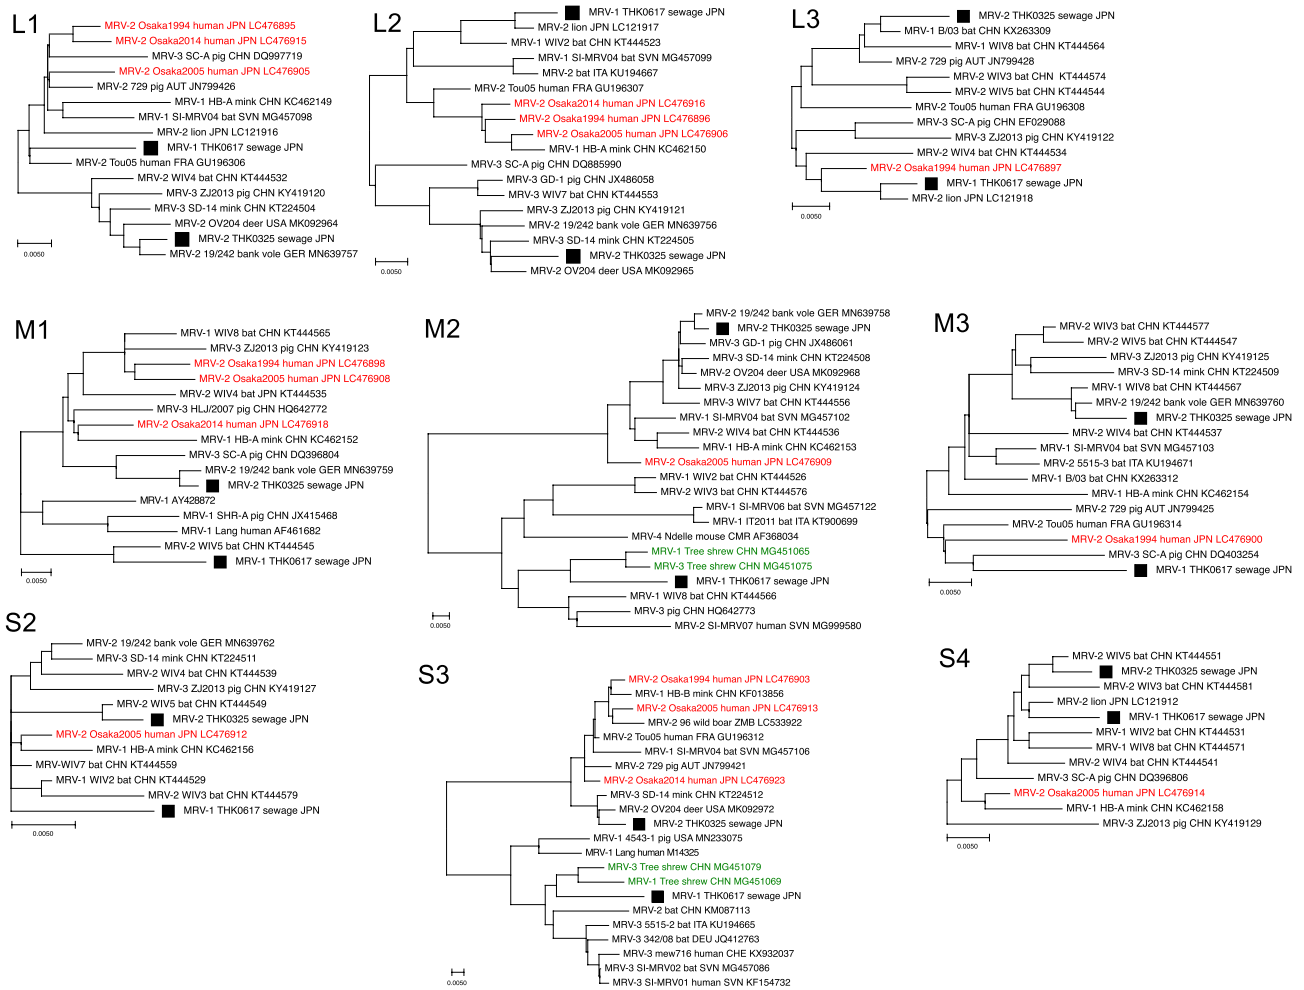 L1
MRV-2 Osaka1994 human JPN LC476895
MRV-2 Osaka2014 human JPN LC476915
MRV-3 SC-A pig CHN DQ997719
MRV-2 Osaka2005 human JPN LC476905
MRV-2 729 pig AUT JN799426
MRV-1 HB-A mink CHN KC462149
MRV-1 SI-MRV04 bat SVN MG457098
MRV-2 lion JPN LC121916
MRV-1 THK0617 sewage JPN
MRV-2 Tou05 human FRA GU196306
MRV-2 WIV4 bat CHN KT444532
MRV-3 ZJ2013 pig CHN KY419120
MRV-3 SD-14 mink CHN KT224504
MRV-2 OV204 deer USA MK092964
MRV-2 THK0325 sewage JPN
MRV-2 19/242 bank vole GER MN639757
0.0050
L2
MRV-1 THK0617 sewage JPN
MRV-2 lion JPN LC121917
MRV-1 WIV2 bat CHN KT444523
MRV-1 SI-MRV04 bat SVN MG457099
MRV-2 bat ITA KU194667
MRV-2 Tou05 human FRA GU196307
MRV-2 Osaka2014 human JPN LC476916
MRV-2 Osaka1994 human JPN LC476896
MRV-2 Osaka2005 human JPN LC476906
MRV-1 HB-A mink CHN KC462150
MRV-3 SC-A pig CHN DQ885990
MRV-3 GD-1 pig CHN JX486058
MRV-3 WIV7 bat CHN KT444553
MRV-3 ZJ2013 pig CHN KY419121
MRV-2 19/242 bank vole GER MN639756
MRV-3 SD-14 mink CHN KT224505
MRV-2 THK0325 sewage JPN
MRV-2 OV204 deer USA MK092965
0.0050
L3
MRV-2 THK0325 sewage JPN
MRV-1 B/03 bat CHN KX263309
MRV-1 WIV8 bat CHN KT444564
MRV-2 729 pig AUT JN799428
MRV-2 WIV3 bat CHN KT444574
MRV-2 WIV5 bat CHN KT444544
MRV-2 Tou05 human FRA GU196308
MRV-3 SC-A pig CHN EF029088
MRV-3 ZJ2013 pig CHN KY419122
MRV-2 WIV4 bat CHN KT444534
MRV-2 Osaka1994 human JPN LC476897
MRV-1 THK0617 sewage JPN
MRV-2 lion JPN LC121918
0.0050
M1
MRV-1 WIV8 bat CHN KT444565
MRV-3 ZJ2013 pig CHN KY419123
MRV-2 Osaka1994 human JPN LC476898
MRV-2 Osaka2005 human JPN LC476908
MRV-2 WIV4 bat JPN KT444535
MRV-3 HLJ/2007 pig CHN HQ642772
MRV-2 Osaka2014 human JPN LC476918
MRV-1 HB-A mink CHN KC462152
MRV-3 SC-A pig CHN DQ396804
MRV-2 19/242 bank vole GER MN639759
MRV-2 THK0325 sewage JPN
MRV-1 AY428872
MRV-1 SHR-A pig CHN JX415468
MRV-1 Lang human AF461682
MRV-2 WIV5 bat CHN KT444545
MRV-1 THK0617 sewage JPN
0.0050
M2
MRV-2 19/242 bank vole GER MN639758
MRV-2 THK0325 sewage JPN
MRV-3 GD-1 pig CHN JX486061
MRV-3 SD-14 mink CHN KT224508
MRV-2 OV204 deer USA MK092968
MRV-3 ZJ2013 pig CHN KY419124
MRV-3 WIV7 bat CHN KT444556
MRV-1 SI-MRV04 bat SVN MG457102
MRV-2 WIV4 bat CHN KT444536
MRV-1 HB-A mink CHN KC462153
MRV-2 Osaka2005 human JPN LC476909
MRV-1 WIV2 bat CHN KT444526
MRV-2 WIV3 bat CHN KT444576
MRV-1 SI-MRV06 bat SVN MG457122
MRV-1 IT2011 bat ITA KT900699
MRV-4 Ndelle mouse CMR AF368034
MRV-1 Tree shrew CHN MG451065
MRV-3 Tree shrew CHN MG451075
MRV-1 THK0617 sewage JPN
MRV-1 WIV8 bat CHN KT444566
MRV-3 pig CHN HQ642773
MRV-2 SI-MRV07 human SVN MG999580
0.0050
M3
MRV-2 WIV3 bat CHN KT444577
MRV-2 WIV5 bat CHN KT444547
MRV-3 ZJ2013 pig CHN KY419125
MRV-3 SD-14 mink CHN KT224509
MRV-1 WIV8 bat CHN KT444567
MRV-2 19/242 bank vole GER MN639760
MRV-2 THK0325 sewage JPN
MRV-2 WIV4 bat CHN KT444537
MRV-1 SI-MRV04 bat SVN MG457103
MRV-2 5515-3 bat ITA KU194671
MRV-1 B/03 bat CHN KX263312
MRV-1 HB-A mink CHN KC462154
MRV-2 729 pig AUT JN799425
MRV-2 Tou05 human FRA GU196314
MRV-2 Osaka1994 human JPN LC476900
MRV-3 SC-A pig CHN DQ403254
MRV-1 THK0617 sewage JPN
0.0050
S2
MRV-2 19/242 bank vole GER MN639762
MRV-3 SD-14 mink CHN KT224511
MRV-2 WIV4 bat CHN KT444539
MRV-3 ZJ2013 pig CHN KY419127
MRV-2 WIV5 bat CHN KT444549
MRV-2 THK0325 sewage JPN
MRV-2 Osaka2005 human JPN LC476912
MRV-1 HB-A mink CHN KC462156
MRV-WIV7 bat CHN KT444559
MRV-1 WIV2 bat CHN KT444529
MRV-2 WIV3 bat CHN KT444579
MRV-1 THK0617 sewage JPN
0.0050
S3
MRV-2 Osaka1994 human JPN LC476903
MRV-1 HB-B mink CHN KF013856
MRV-2 Osaka2005 human JPN LC476913
MRV-2 96 wild boar ZMB LC533922
MRV-2 Tou05 human FRA GU196312
MRV-1 SI-MRV04 bat SVN MG457106
MRV-2 729 pig AUT JN799421
MRV-2 Osaka2014 human JPN LC476923
MRV-3 SD-14 mink CHN KT224512
MRV-2 OV204 deer USA MK092972
MRV-2 THK0325 sewage JPN
MRV-1 4543-1 pig USA MN233075
MRV-1 Lang human M14325
MRV-3 Tree shrew CHN MG451079
MRV-1 Tree shrew CHN MG451069
MRV-1 THK0617 sewage JPN
MRV-2 bat CHN KM087113
MRV-3 5515-2 bat ITA KU194665
MRV-3 342/08 bat DEU JQ412763
MRV-3 mew716 human CHE KX932037
MRV-3 SI-MRV02 bat SVN MG457086
MRV-3 SI-MRV01 human SVN KF154732
0.0050
S4
MRV-2 WIV5 bat CHN KT444551
MRV-2 THK0325 sewage JPN
MRV-2 WIV3 bat CHN KT444581
MRV-2 lion JPN LC121912
MRV-1 THK0617 sewage JPN
MRV-1 WIV2 bat CHN KT444531
MRV-1 WIV8 bat CHN KT444571
MRV-2 WIV4 bat CHN KT444541
MRV-3 SC-A pig CHN DQ396806
MRV-2 Osaka2005 human JPN LC476914
MRV-1 HB-A mink CHN KC462158
MRV-3 ZJ2013 pig CHN KY419129
0.0050